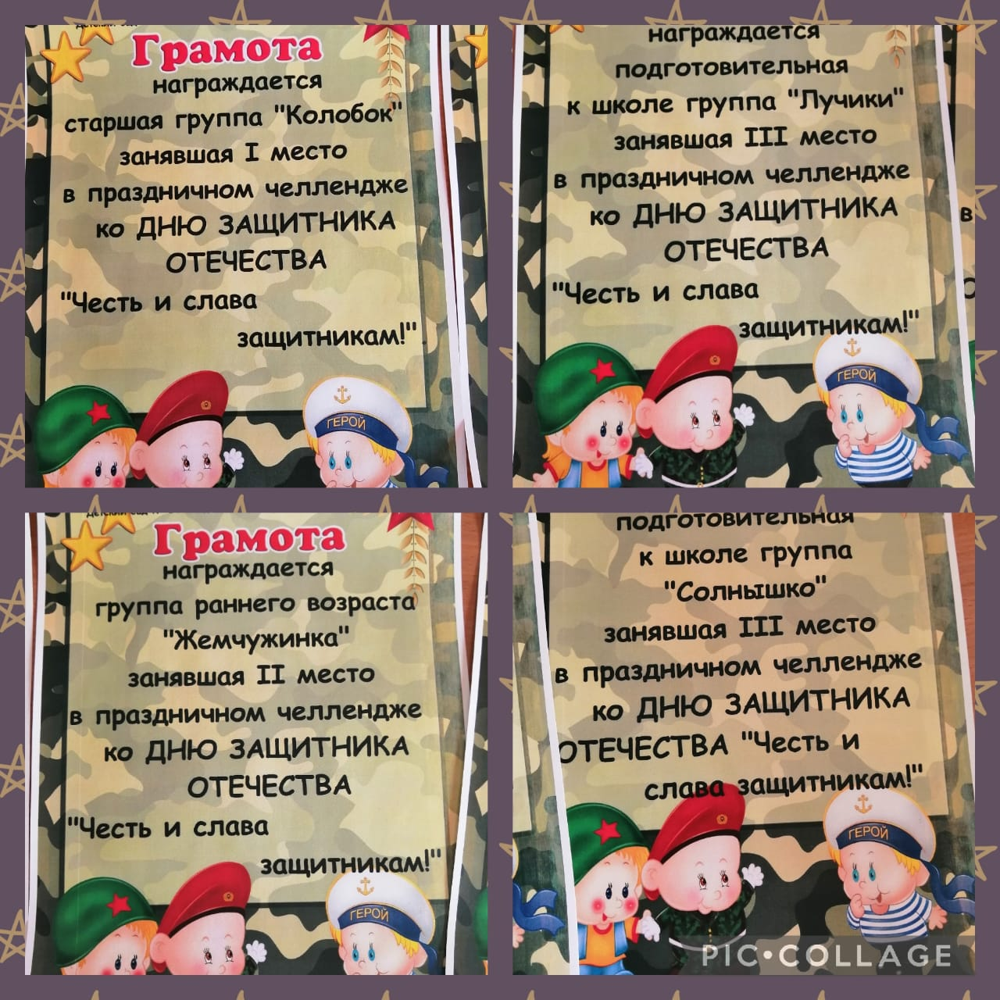 Грамота
награждается
старшая группа "Колобок"
занявшая I место
в праздничном челлендже
ко ДНЮ ЗАЩИТНИКА
ОТЕЧЕСТВА
"Честь и слава
защитникам!"
ГЕРОЙ
награждается
подготовительная
к школе группа "Лучики"
занявшая III место
в праздничном челлендже
ко ДНЮ ЗАЩИТНИКА
ОТЕЧЕСТВА
"Честь и слава
защитникам!"
ГЕРОЙ
Детский сад
Грамота
награждается
группа раннего возраста
"Жемчужинка"
занявшая II место
в праздничном челлендже
ко ДНЮ ЗАЩИТНИКА
ОТЕЧЕСТВА
"Честь и слава
защитникам!"
ГЕРОЙ
подготовительная
к школе группа
"Солнышко"
занявшая III место
в праздничном челлендже
ко ДНЮ ЗАЩИТНИКА
ОТЕЧЕСТВА "Честь и
слава защитникам!"
ГЕРОЙ
PIC•COLLAGE